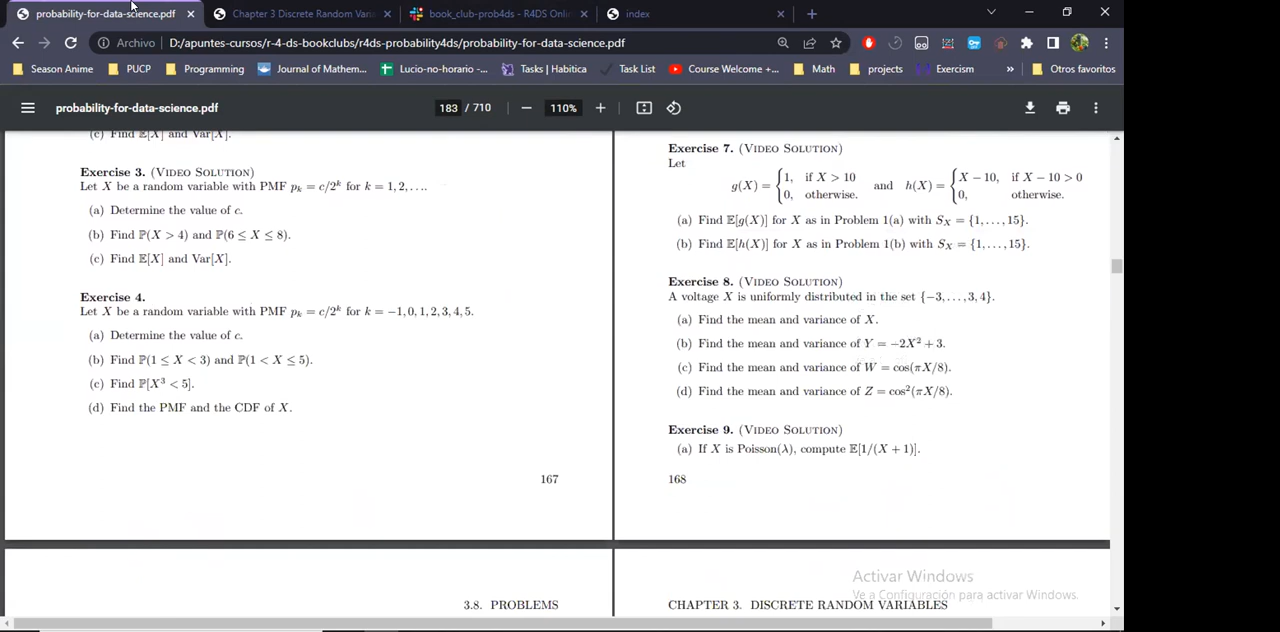 probability-for-data-science.pdf
Chapter 3 Discrete Random Vari
book_club-prob4ds - R4DS Onli
index
Archivo
D:/apuntes-cursos/r-4-ds-bookclubs/r4ds-probability4ds/probability-for-data-science.pdf
Season Anime
PUCP
Programming
Journal of Mathem...
Lucio-no-horario -...
Tasks | Habitica
Task List
Course Welcome +...
Math
projects
Exercism
»
Otros favoritos
probability-for-data-science.pdf
183 / 710
110%
(c) Find 𝔼[X] and Var[X].
Exercise 3. (VIDEO SOLUTION)
Let X be a random variable with PMF pₖ = c/2ᵏ for k = 1, 2, ....
(a) Determine the value of c.
(b) Find ℙ(X > 4) and ℙ(6 ≤ X ≤ 8).
(c) Find 𝔼[X] and Var[X].
Exercise 4.
Let X be a random variable with PMF pₖ = c/2ᵏ for k = −1, 0, 1, 2, 3, 4, 5.
(a) Determine the value of c.
(b) Find ℙ(1 ≤ X < 3) and ℙ(1 < X ≤ 5).
(c) Find ℙ[X³ < 5].
(d) Find the PMF and the CDF of X.
167
3.8. PROBLEMS
Exercise 7. (VIDEO SOLUTION)
Let
g(X) = { 1, if X > 10 0, otherwise. and h(X) = { X − 10, if X − 10 > 0 0, otherwise.
(a) Find 𝔼[g(X)] for X as in Problem 1(a) with S_X = {1, . . . , 15}.
(b) Find 𝔼[h(X)] for X as in Problem 1(b) with S_X = {1, . . . , 15}.
Exercise 8. (VIDEO SOLUTION)
A voltage X is uniformly distributed in the set {−3, . . . , 3, 4}.
(a) Find the mean and variance of X.
(b) Find the mean and variance of Y = −2X² + 3.
(c) Find the mean and variance of W = cos(πX/8).
(d) Find the mean and variance of Z = cos²(πX/8).
Exercise 9. (VIDEO SOLUTION)
(a) If X is Poisson(λ), compute 𝔼[1/(X + 1)].
168
CHAPTER 3. DISCRETE RANDOM VARIABLES
Activar Windows
Ve a Configuración para activar Windows.